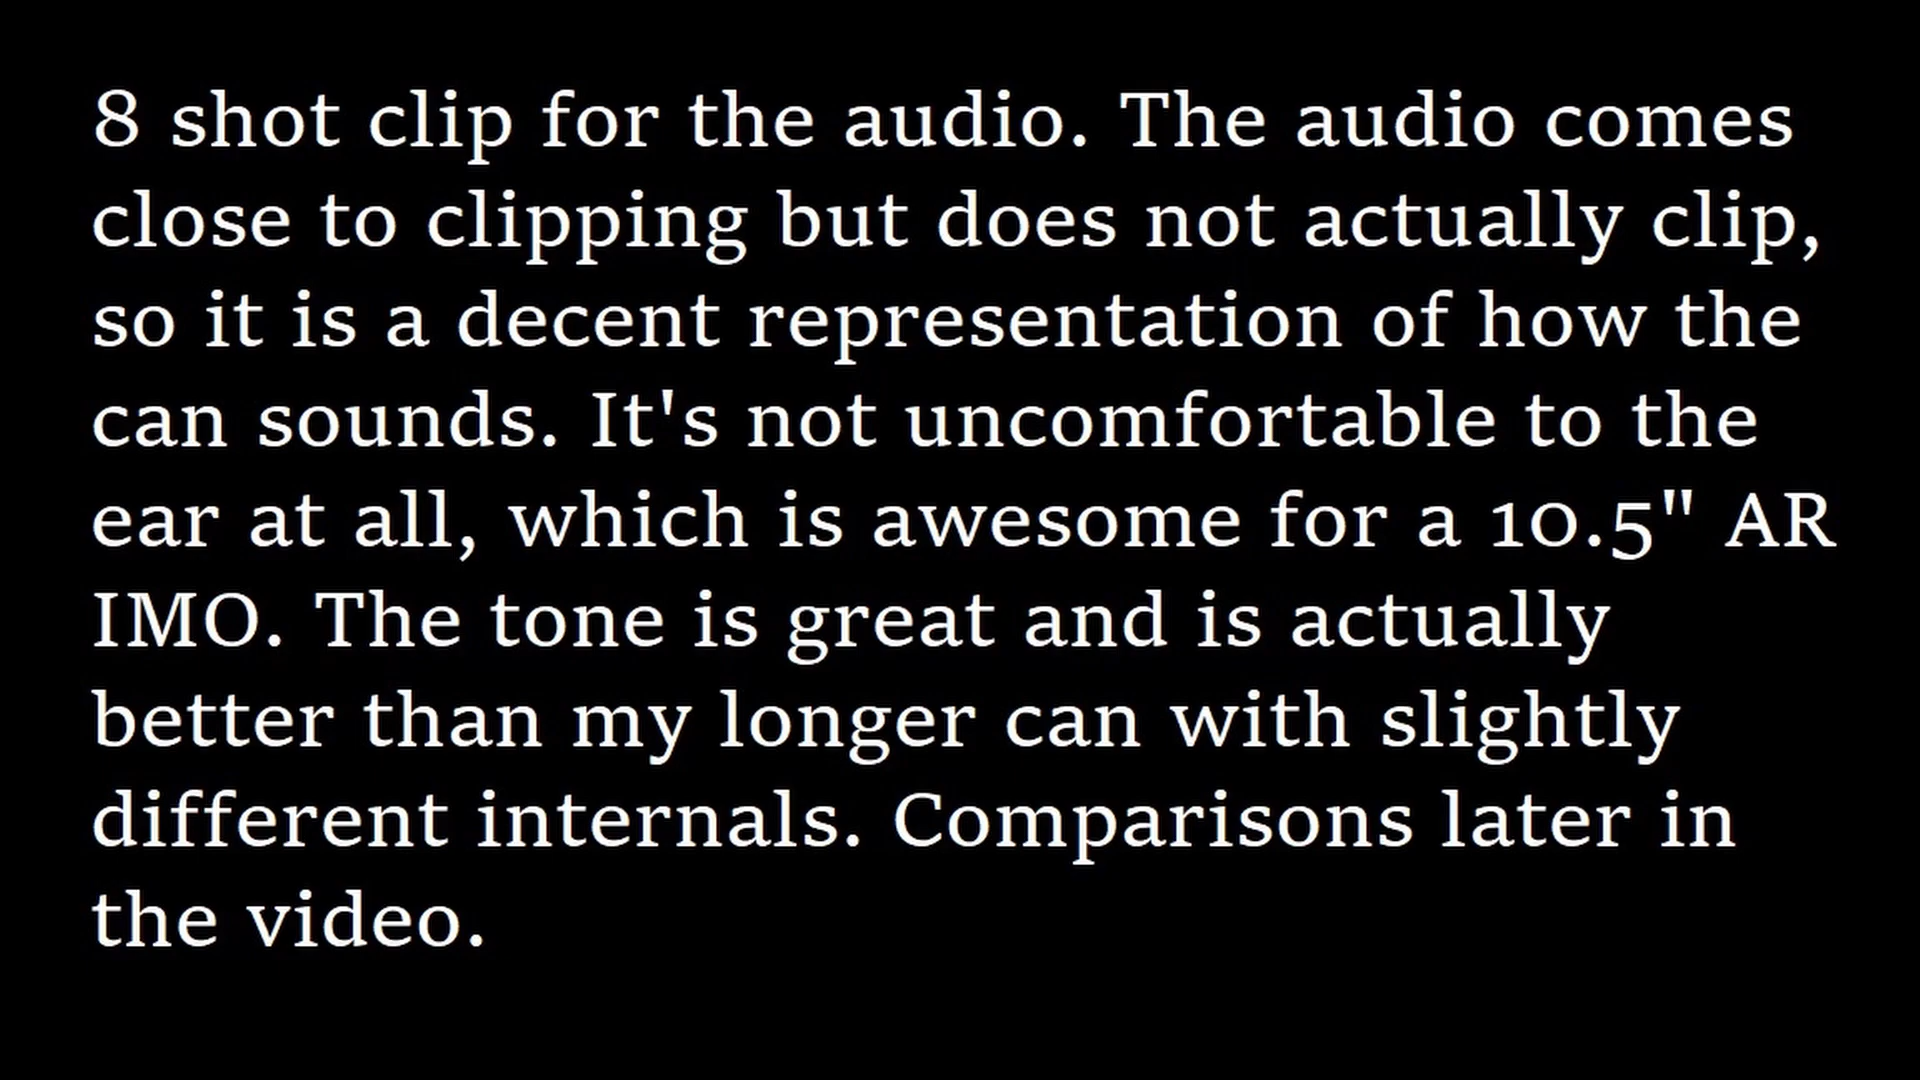 8 shot clip for the audio. The audio comes
close to clipping but does not actually clip,
so it is a decent representation of how the
can sounds. It's not uncomfortable to the
ear at all, which is awesome for a 10.5" AR
IMO. The tone is great and is actually
better than my longer can with slightly
different internals. Comparisons later in
the video.